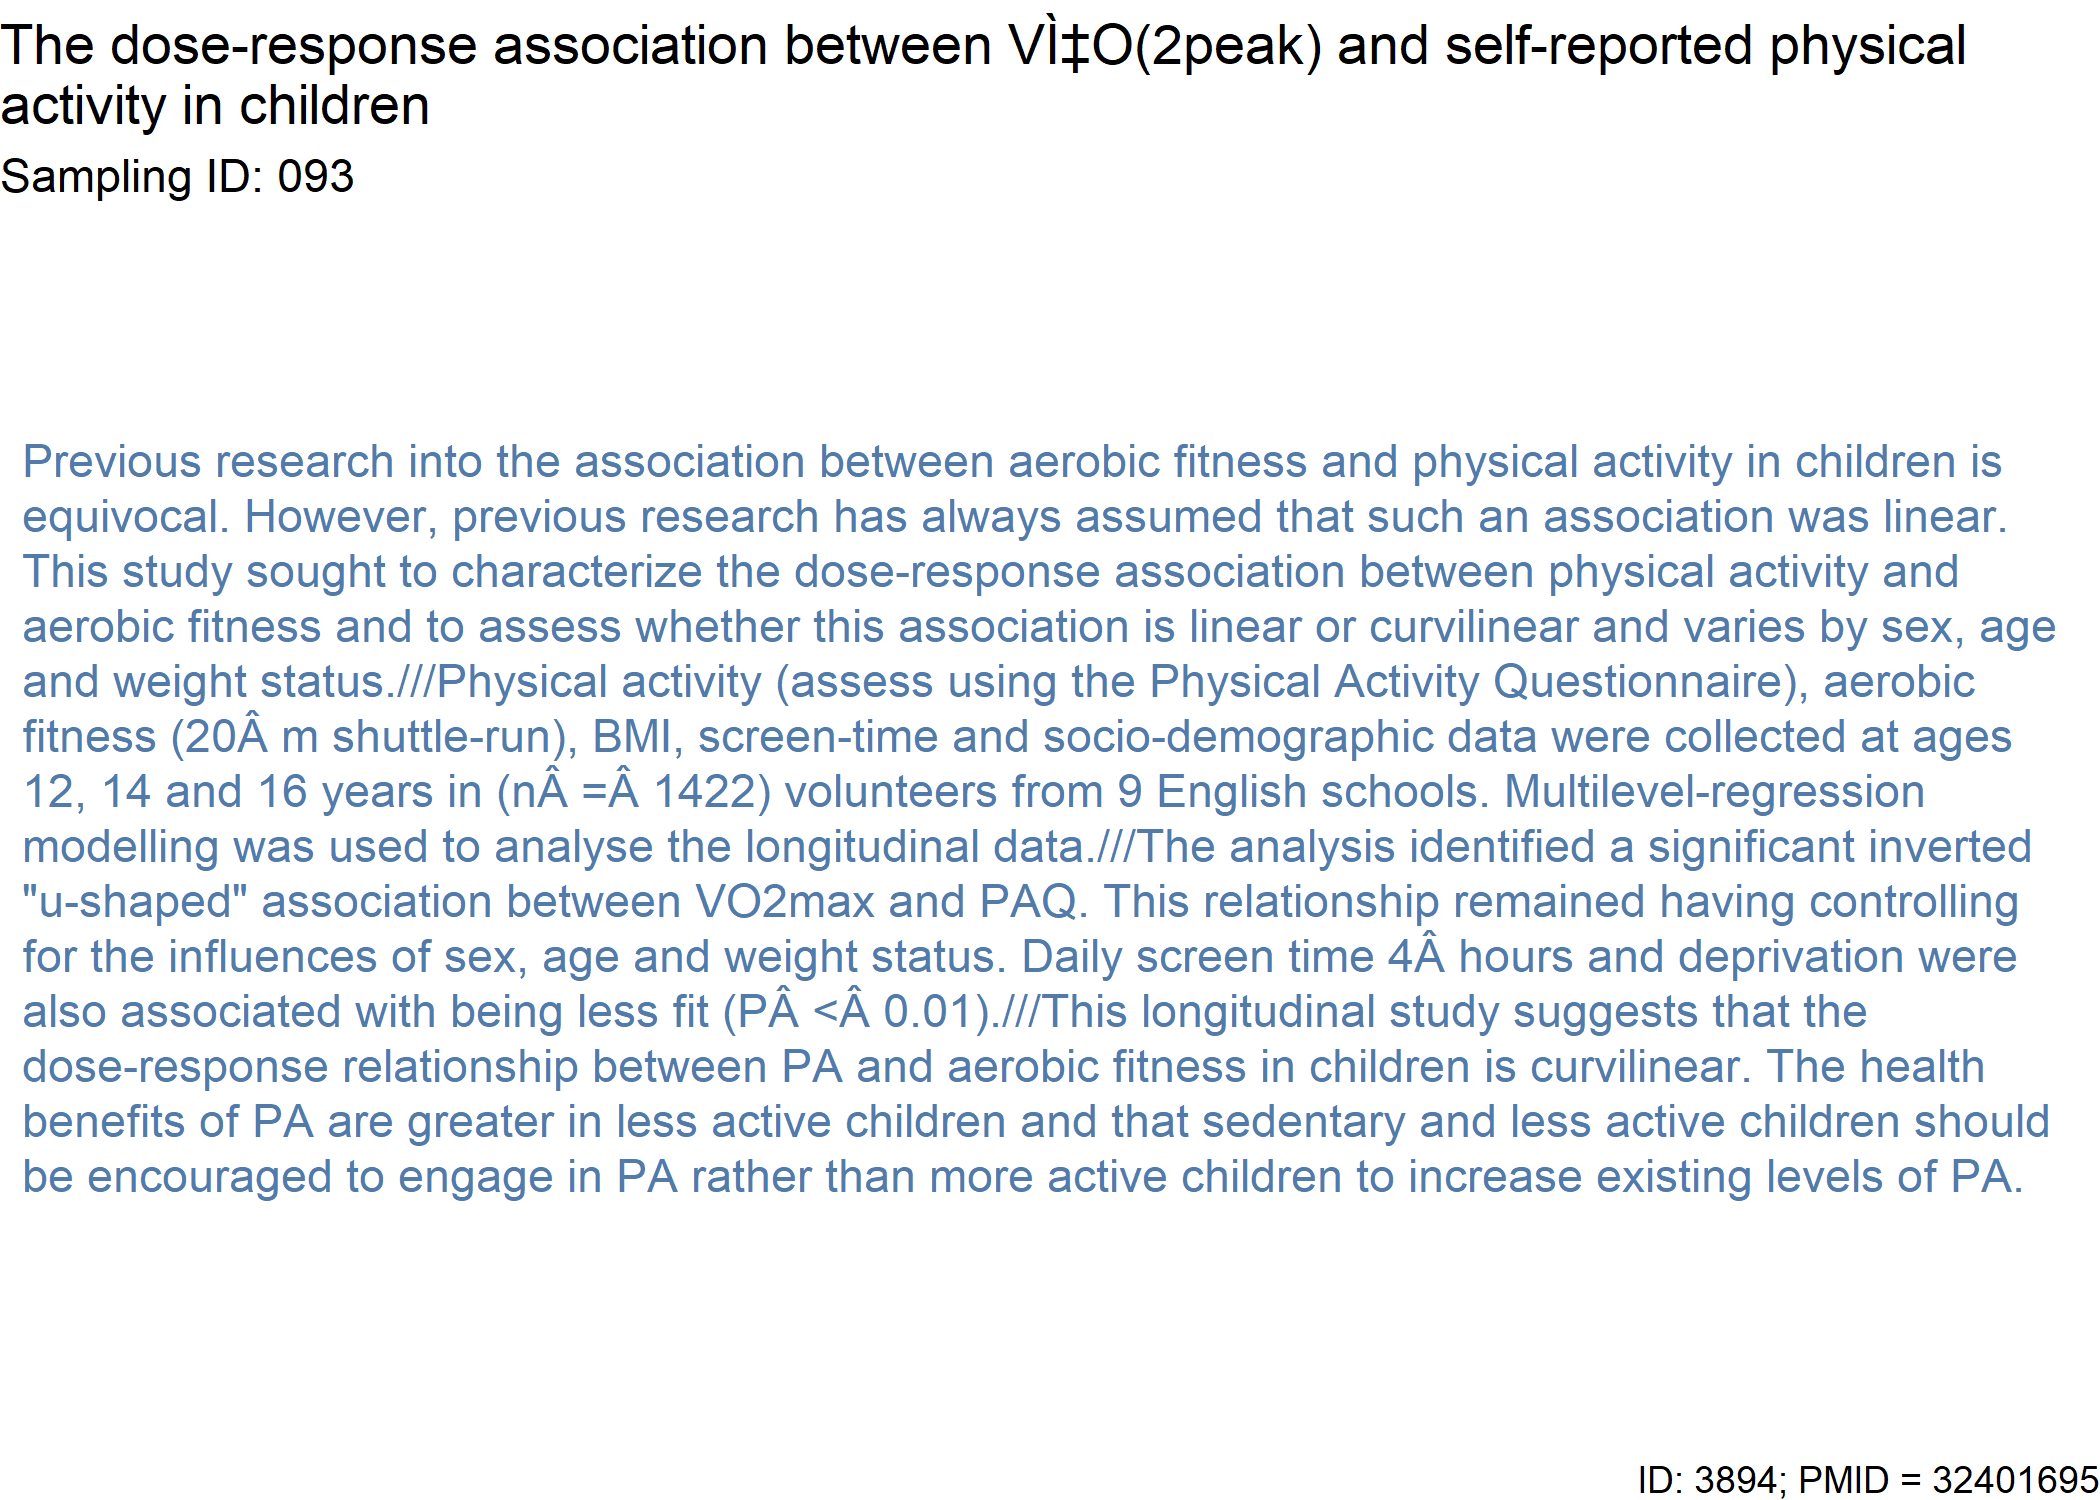 The dose-response association between VÌ‡O(2peak) and self-reported physical
activity in children
Sampling ID: 093
Previous research into the association between aerobic fitness and physical activity in children is
equivocal. However, previous research has always assumed that such an association was linear.
This study sought to characterize the dose-response association between physical activity and
aerobic fitness and to assess whether this association is linear or curvilinear and varies by sex, age
and weight status.///Physical activity (assess using the Physical Activity Questionnaire), aerobic
fitness (20Â m shuttle-run), BMI, screen-time and socio-demographic data were collected at ages
12, 14 and 16 years in (nÂ =Â 1422) volunteers from 9 English schools. Multilevel-regression
modelling was used to analyse the longitudinal data.///The analysis identified a significant inverted
"u-shaped" association between VO2max and PAQ. This relationship remained having controlling
for the influences of sex, age and weight status. Daily screen time 4Â hours and deprivation were
also associated with being less fit (PÂ <Â 0.01).///This longitudinal study suggests that the
dose-response relationship between PA and aerobic fitness in children is curvilinear. The health
benefits of PA are greater in less active children and that sedentary and less active children should
be encouraged to engage in PA rather than more active children to increase existing levels of PA.
ID: 3894; PMID = 32401695